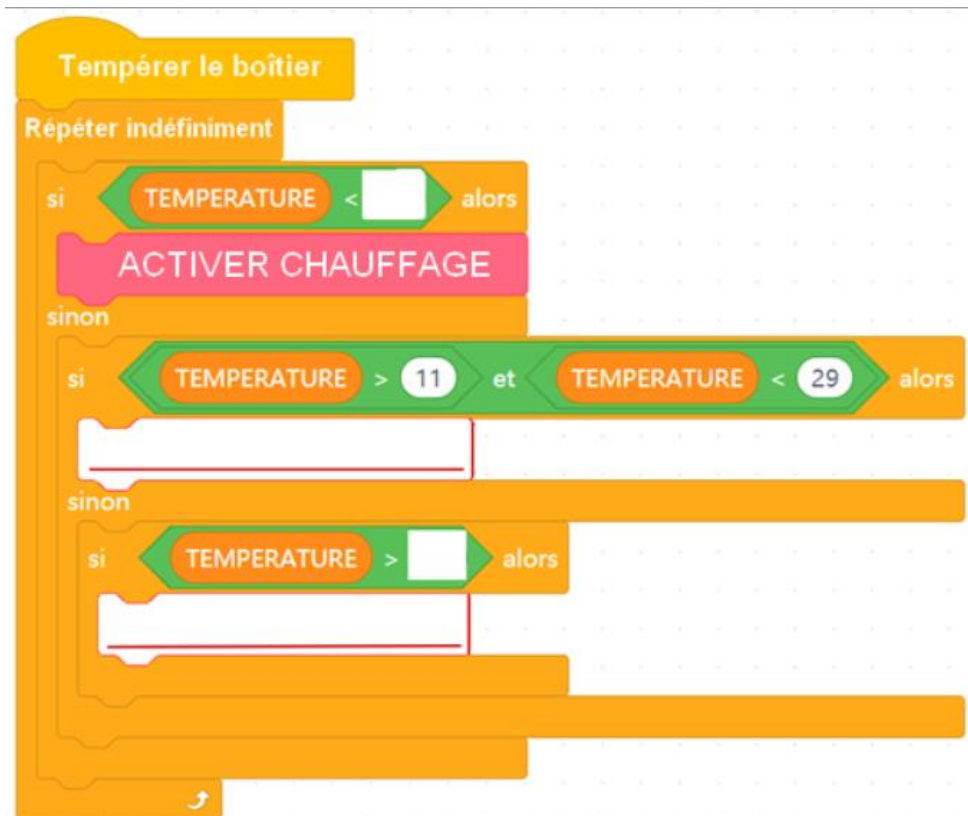 Tempérer le boîtier
Répéter indéfiniment
si TEMPERATURE < alors
ACTIVER CHAUFFAGE
sinon
si TEMPERATURE > 11 et TEMPERATURE < 29 alors
sinon
si TEMPERATURE > alors